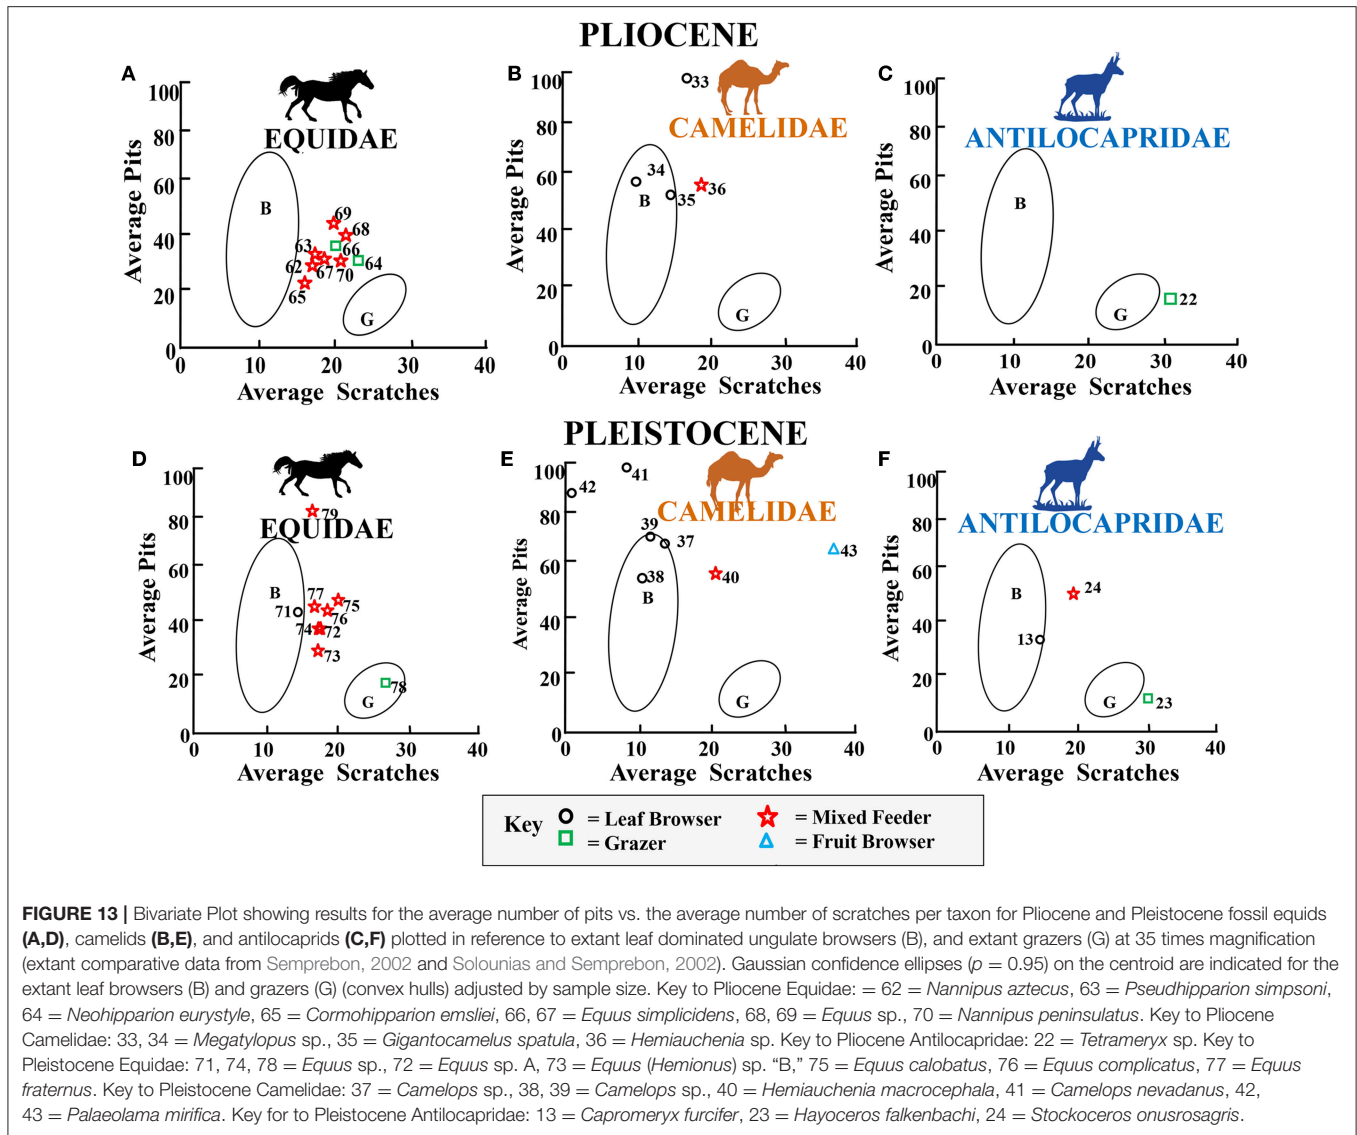 PLIOCENE
A
EQUIDAE
100
80
60
40
20
0
Average Pits
B
69
68
63
66
64
62
67
70
65
G
0 10 20 30 40
Average Scratches
B
CAMELIDAE
100
80
60
40
20
0
Average Pits
33
34
B
35
36
G
10 20 30 40
Average Scratches
C
ANTILOCAPRIDAE
100
80
60
40
20
0
Average Pits
B
22
G
0 10 20 30 40
Average Scratches
PLEISTOCENE
D
EQUIDAE
100
80
60
40
20
0
Average Pits
79
B
77
75
71
76
74
72
73
78
G
0 10 20 30 40
Average Scratches
E
CAMELIDAE
100
80
60
40
20
0
Average Pits
41
42
39
37
43
38
40
B
G
0 10 20 30 40
Average Scratches
F
ANTILOCAPRIDAE
100
80
60
40
20
0
Average Pits
B
24
13
23
G
0 10 20 30 40
Average Scratches
Key
= Leaf Browser
= Mixed Feeder
= Grazer
= Fruit Browser
FIGURE 13 | Bivariate Plot showing results for the average number of pits vs. the average number of scratches per taxon for Pliocene and Pleistocene fossil equids
(A,D), camelids (B,E), and antilocaprids (C,F) plotted in reference to extant leaf dominated ungulate browsers (B), and extant grazers (G) at 35 times magnification
(extant comparative data from Semprebon, 2002 and Solounias and Semprebon, 2002). Gaussian confidence ellipses (p = 0.95) on the centroid are indicated for the
extant leaf browsers (B) and grazers (G) (convex hulls) adjusted by sample size. Key to Pliocene Equidae: = 62 = Nannipus aztecus, 63 = Pseudhipparion simpsoni,
64 = Neohipparion eurystyle, 65 = Cormohipparion emsliei, 66, 67 = Equus simplicidens, 68, 69 = Equus sp., 70 = Nannipus peninsulatus. Key to Pliocene
Camelidae: 33, 34 = Megatylopus sp., 35 = Gigantocamelus spatula, 36 = Hemiauchenia sp. Key to Pliocene Antilocapridae: 22 = Tetrameryx sp. Key to
Pleistocene Equidae: 71, 74, 78 = Equus sp., 72 = Equus sp. A, 73 = Equus (Hemionus) sp. “B,” 75 = Equus calobatus, 76 = Equus complicatus, 77 = Equus
fraternus. Key to Pleistocene Camelidae: 37 = Camelops sp., 38, 39 = Camelops sp., 40 = Hemiauchenia macrocephala, 41 = Camelops nevadanus, 42,
43 = Palaeolama mirifica. Key for to Pleistocene Antilocapridae: 13 = Capromeryx furcifer, 23 = Hayoceros falkenbachi, 24 = Stockoceros onusrosagris.